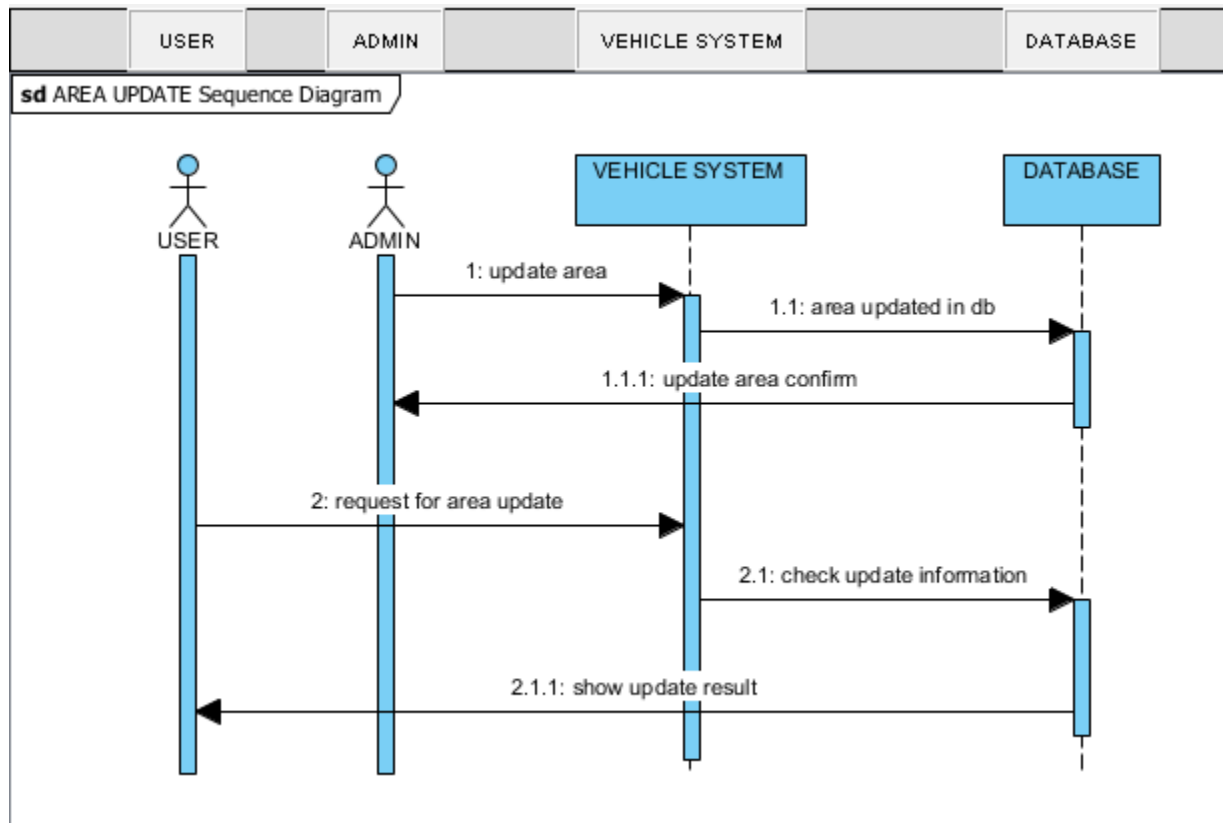 USER
ADMIN
VEHICLE SYSTEM
DATABASE
sd AREA UPDATE Sequence Diagram
VEHICLE SYSTEM
DATABASE
USER
ADMIN
1: update area
1.1: area updated in db
1.1.1: update area confirm
2: request for area update
2.1: check update information
2.1.1: show update result